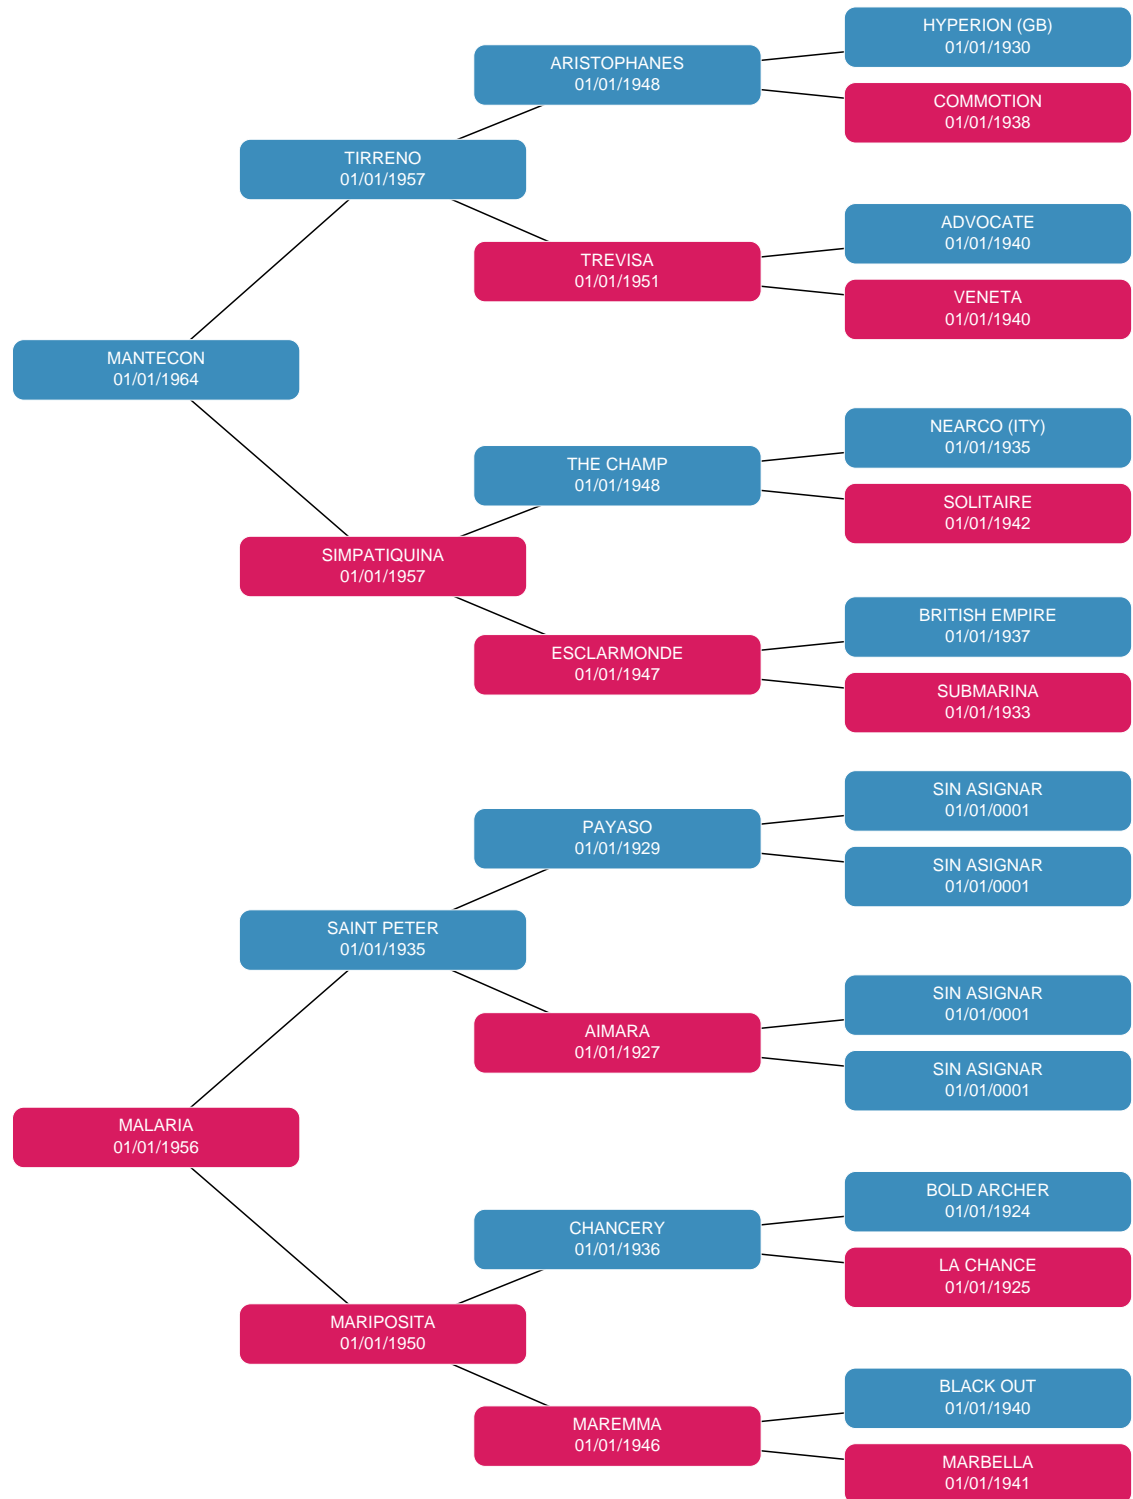 HYPERION (GB)
01/01/1930
ARISTOPHANES
01/01/1948
COMMOTION
01/01/1938
TIRRENO
01/01/1957
ADVOCATE
01/01/1940
TREVISA
01/01/1951
VENETA
01/01/1940
MANTECON
01/01/1964
NEARCO (ITY)
01/01/1935
THE CHAMP
01/01/1948
SOLITAIRE
01/01/1942
SIMPATIQUINA
01/01/1957
BRITISH EMPIRE
01/01/1937
ESCLARMONDE
01/01/1947
SUBMARINA
01/01/1933
SIN ASIGNAR
01/01/0001
PAYASO
01/01/1929
SIN ASIGNAR
01/01/0001
SAINT PETER
01/01/1935
SIN ASIGNAR
01/01/0001
AIMARA
01/01/1927
SIN ASIGNAR
01/01/0001
MALARIA
01/01/1956
BOLD ARCHER
01/01/1924
CHANCERY
01/01/1936
LA CHANCE
01/01/1925
MARIPOSITA
01/01/1950
BLACK OUT
01/01/1940
MAREMMA
01/01/1946
MARBELLA
01/01/1941